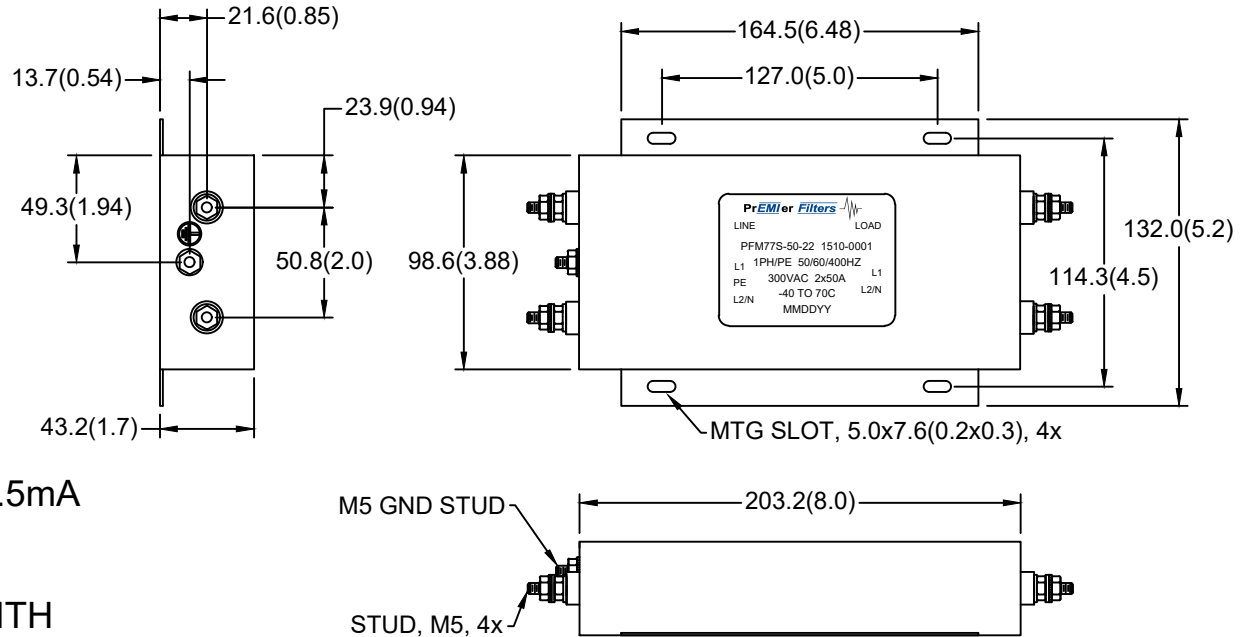 21.6(0.85)
13.7(0.54)
23.9(0.94)
49.3(1.94)
50.8(2.0)
43.2(1.7)
164.5(6.48)
127.0(5.0)
98.6(3.88)
132.0(5.2)
114.3(4.5)
PrEMIer Filters
LINE LOAD
PFM77S-50-22 1510-0001
1PH/PE 50/60/400HZ
L1 L1
300VAC 2x50A
PE
-40 TO 70C
L2/N L2/N
MMDDYY
MTG SLOT, 5.0x7.6(0.2x0.3), 4x
.5mA
M5 GND STUD
203.2(8.0)
STUD, M5, 4x
ITH